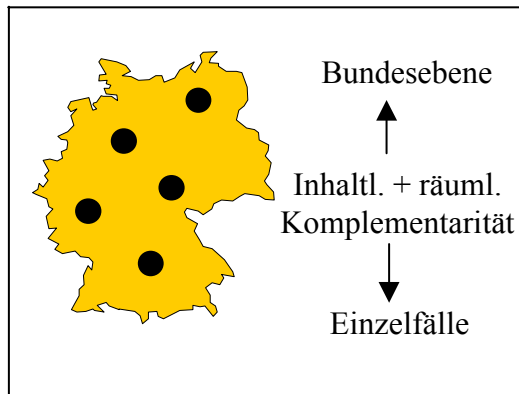 Bundesebene
Inhaltl. + räuml.
Komplementarität
Einzelfälle